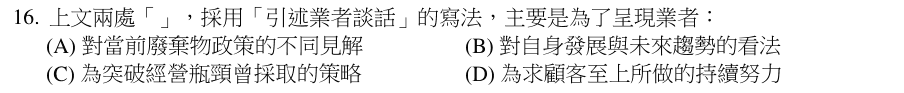 16. 上文兩處「 」，採用「引述業者談話」的寫法，主要是為了呈現業者：
(A) 對當前廢棄物政策的不同見解 (B) 對自身發展與未來趨勢的看法
(C) 為突破經營瓶頸曾採取的策略 (D) 為求顧客至上所做的持續努力